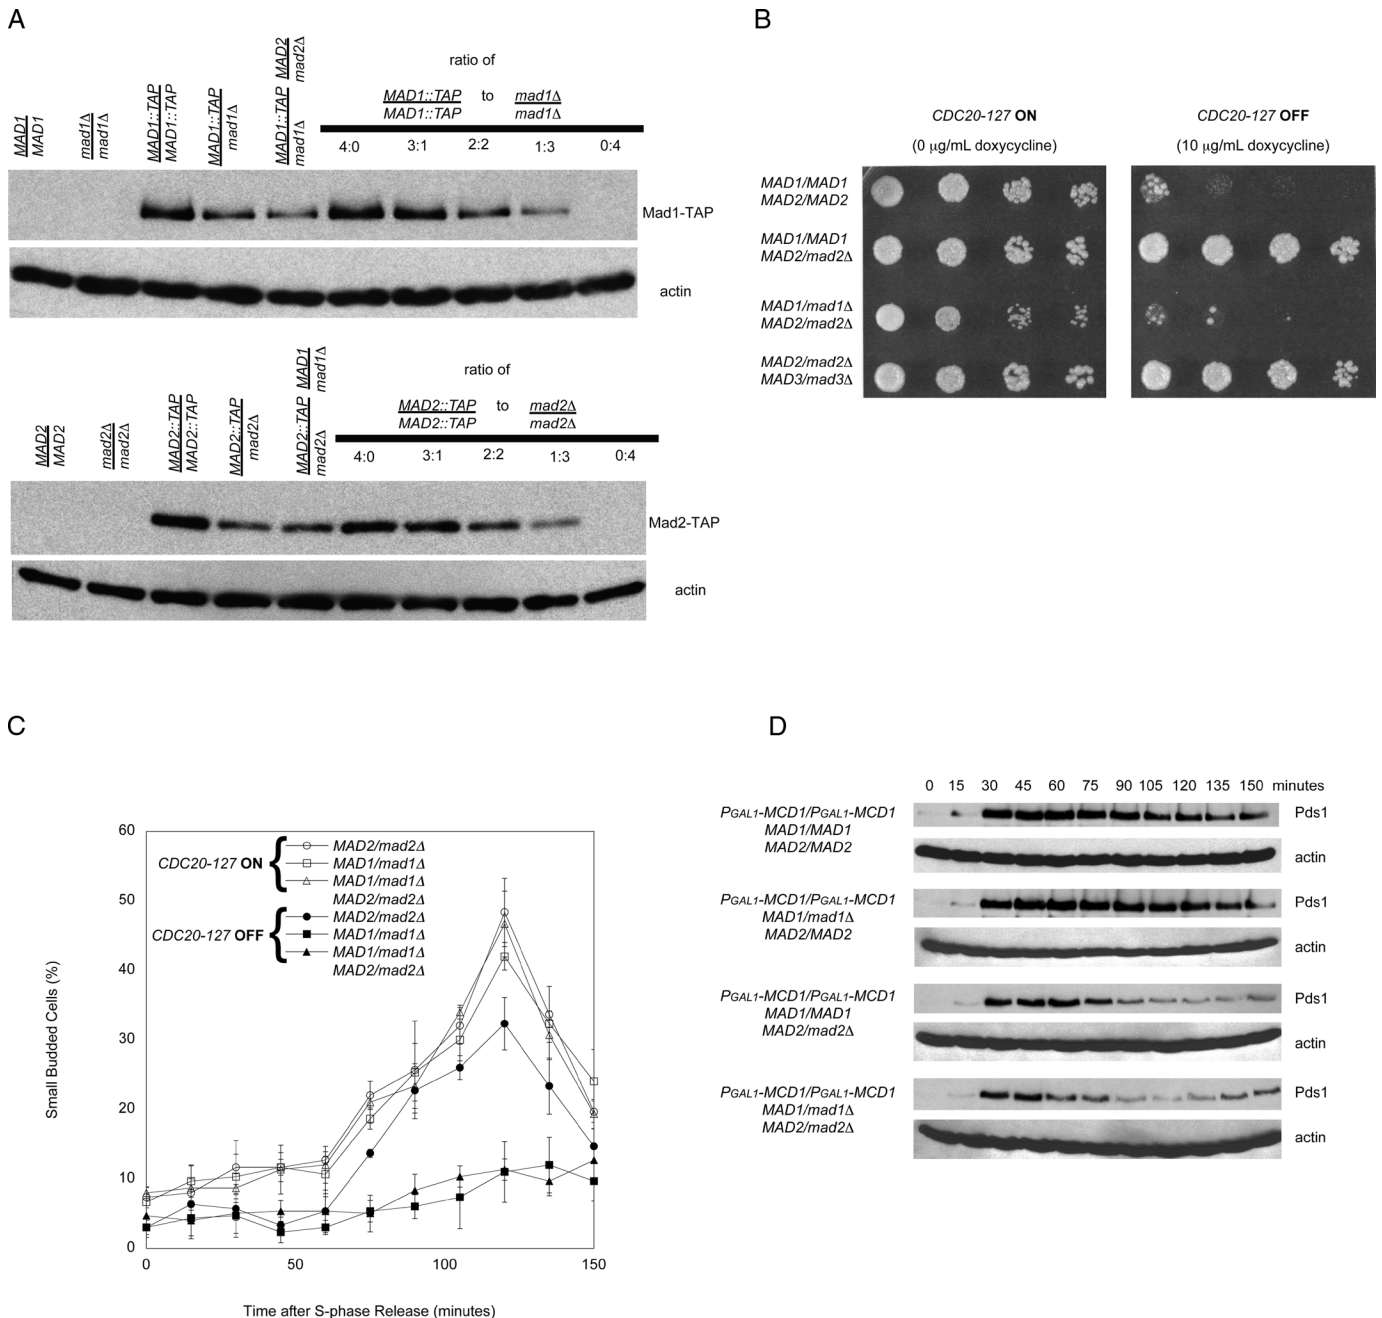 A
MAD1
MAD1
mad1Δ
mad1Δ
MAD1::TAP
MAD1::TAP
MAD1::TAP
mad1Δ
MAD1::TAP MAD2
mad1Δ mad2Δ
ratio of
MAD1::TAP to mad1Δ
MAD1::TAP mad1Δ
4:0 3:1 2:2 1:3 0:4
Mad1-TAP
actin
MAD2
MAD2
mad2Δ
mad2Δ
MAD2::TAP
MAD2::TAP
MAD2::TAP
mad2Δ
MAD2::TAP MAD1
mad2Δ mad1Δ
ratio of
MAD2::TAP to mad2Δ
MAD2::TAP mad2Δ
4:0 3:1 2:2 1:3 0:4
Mad2-TAP
actin
B
CDC20-127 ON
(0 μg/mL doxycycline)
CDC20-127 OFF
(10 μg/mL doxycycline)
MAD1/MAD1
MAD2/MAD2
MAD1/MAD1
MAD2/mad2Δ
MAD1/mad1Δ
MAD2/mad2Δ
MAD2/mad2Δ
MAD3/mad3Δ
C
60
50
40
30
20
10
0
Small Budded Cells (%)
CDC20-127 ON
MAD2/mad2Δ
MAD1/mad1Δ
MAD1/mad1Δ
MAD2/mad2Δ
CDC20-127 OFF
MAD2/mad2Δ
MAD1/mad1Δ
MAD1/mad1Δ
MAD2/mad2Δ
0 50 100 150
Time after S-phase Release (minutes)
D
0 15 30 45 60 75 90 105 120 135 150 minutes
PGAL1-MCD1/PGAL1-MCD1
MAD1/MAD1
MAD2/MAD2
Pds1
actin
PGAL1-MCD1/PGAL1-MCD1
MAD1/mad1Δ
MAD2/MAD2
Pds1
actin
PGAL1-MCD1/PGAL1-MCD1
MAD1/MAD1
MAD2/mad2Δ
Pds1
actin
PGAL1-MCD1/PGAL1-MCD1
MAD1/mad1Δ
MAD2/mad2Δ
Pds1
actin